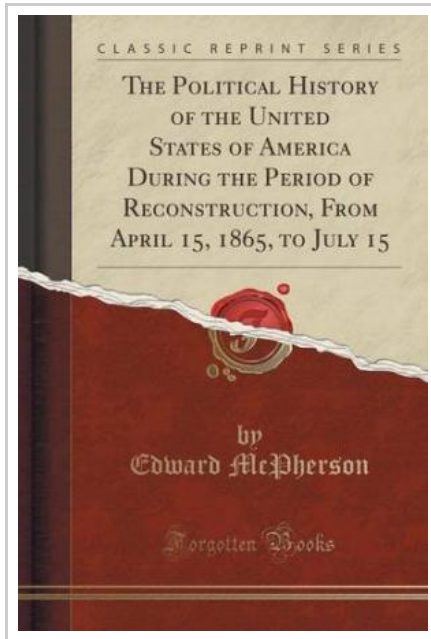 CLASSIC REPRINT SERIES
THE POLITICAL HISTORY
OF THE UNITED
STATES OF AMERICA
DURING THE PERIOD OF
RECONSTRUCTION, FROM
APRIL 15, 1865, TO JULY 15
by
Edward McPherson
Forgotten Books